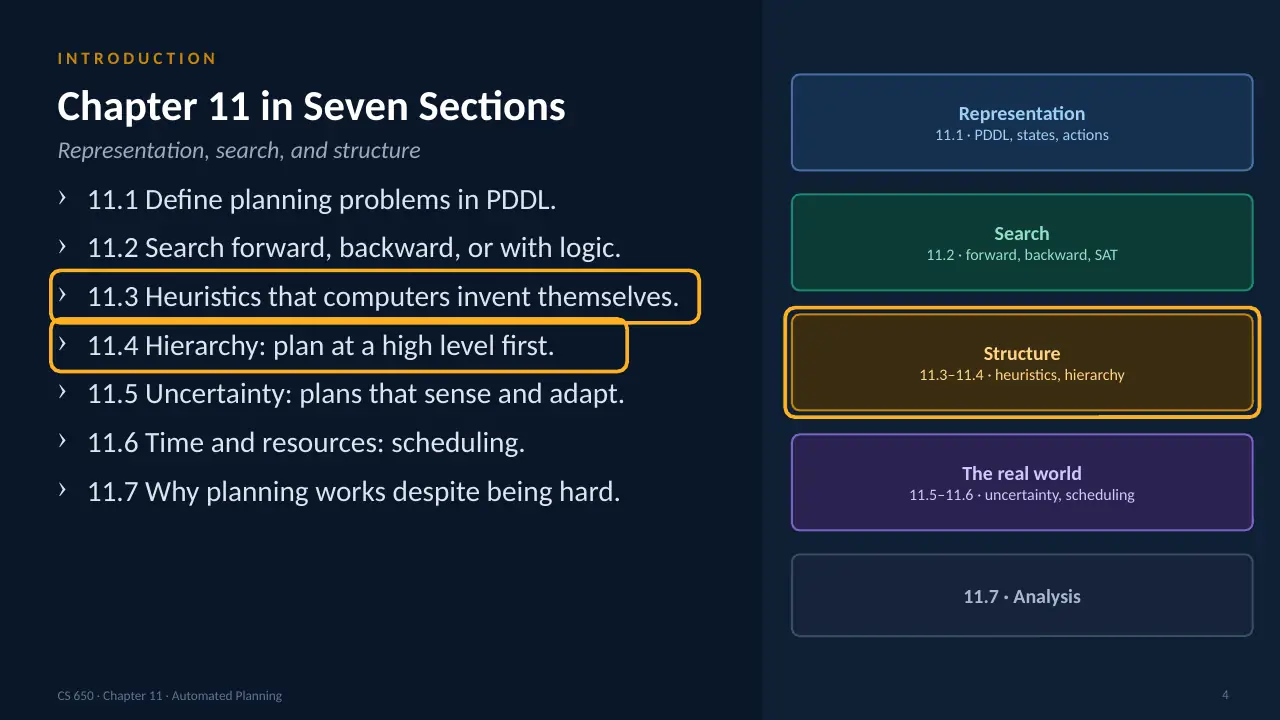 INTRODUCTION
Chapter 11 in Seven Sections
Representation, search, and structure
› 11.1 Define planning problems in PDDL.
› 11.2 Search forward, backward, or with logic.
› 11.3 Heuristics that computers invent themselves.
› 11.4 Hierarchy: plan at a high level first.
› 11.5 Uncertainty: plans that sense and adapt.
› 11.6 Time and resources: scheduling.
› 11.7 Why planning works despite being hard.
Representation
11.1 · PDDL, states, actions
Search
11.2 · forward, backward, SAT
Structure
11.3–11.4 · heuristics, hierarchy
The real world
11.5–11.6 · uncertainty, scheduling
11.7 · Analysis
CS 650 · Chapter 11 · Automated Planning
4